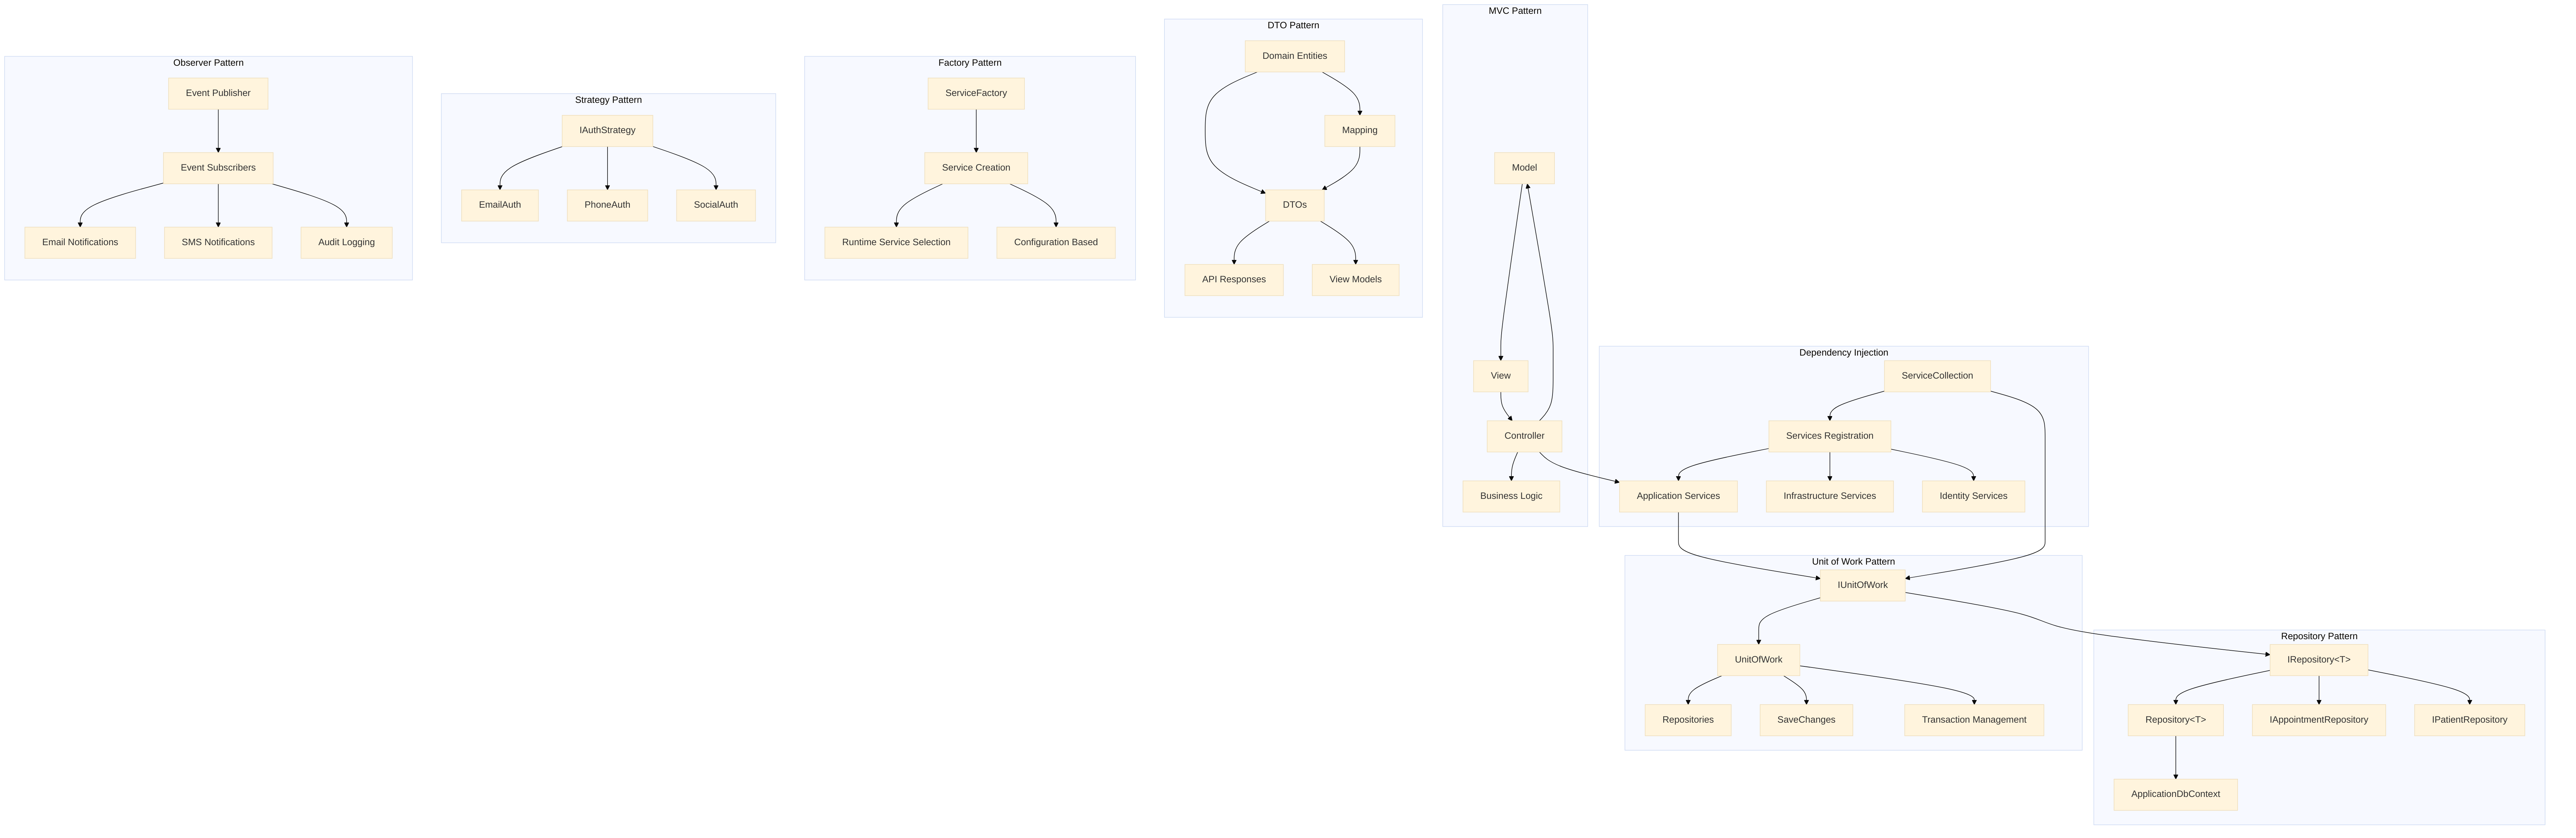 Observer Pattern
Event Publisher
Event Subscribers
Email Notifications
SMS Notifications
Audit Logging
Strategy Pattern
IAuthStrategy
EmailAuth
PhoneAuth
SocialAuth
Factory Pattern
ServiceFactory
Service Creation
Runtime Service Selection
Configuration Based
DTO Pattern
Domain Entities
Mapping
DTOs
API Responses
View Models
MVC Pattern
Model
View
Controller
Business Logic
Dependency Injection
ServiceCollection
Services Registration
Application Services
Infrastructure Services
Identity Services
Unit of Work Pattern
IUnitOfWork
UnitOfWork
Repositories
SaveChanges
Transaction Management
Repository Pattern
IRepository<T>
Repository<T>
IAppointmentRepository
IPatientRepository
ApplicationDbContext